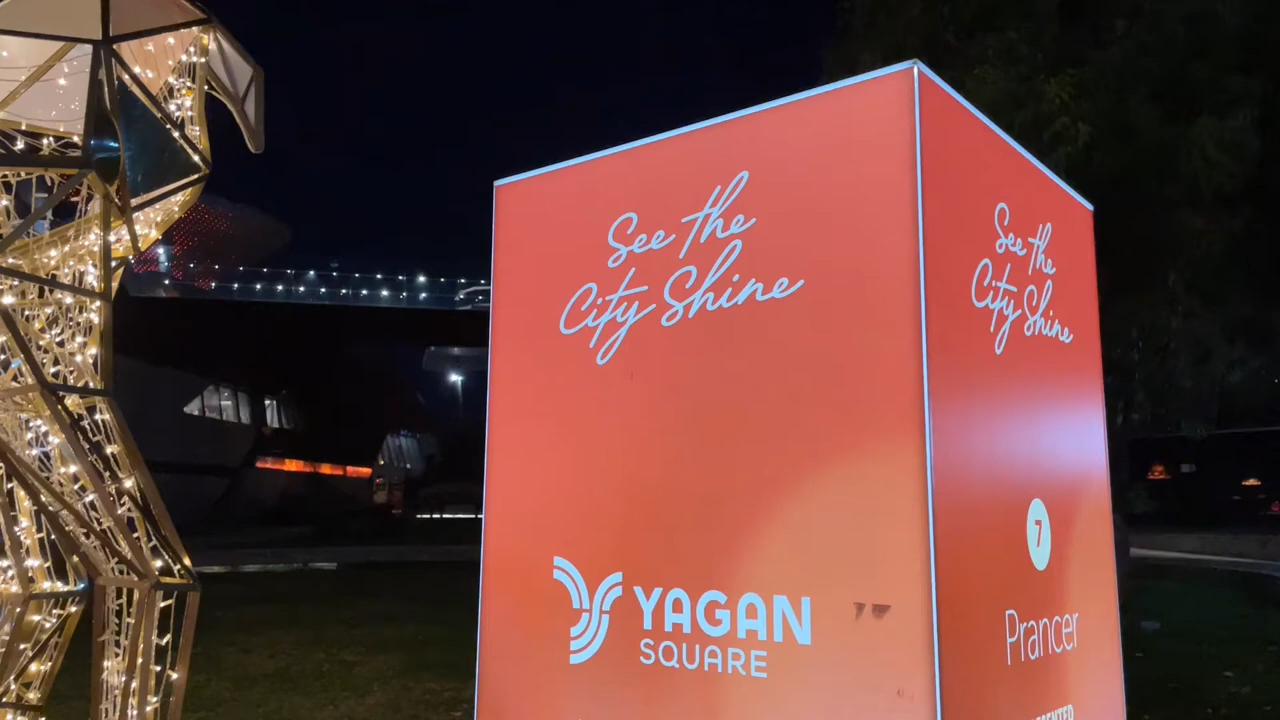 See the
City Shine
YAGAN
SQUARE
See the
City Shine
7
Prancer